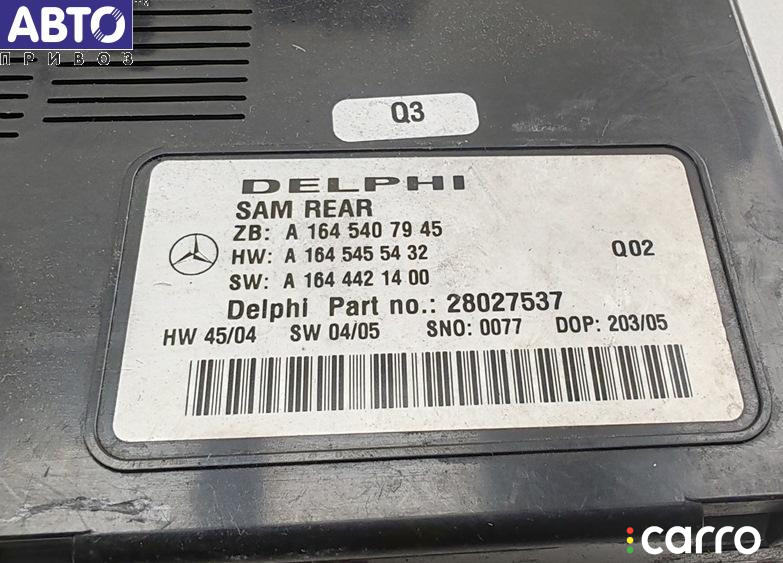 АВТО
ПРИВОЗ
Q3
DELPHI
SAM REAR
ZB: A 164 540 79 45
HW: A 164 545 54 32
Q02
SW: A 164 442 14 00
Delphi Part no.: 28027537
HW 45/04 SW 04/05 SNO: 0077 DOP: 203/05
carro